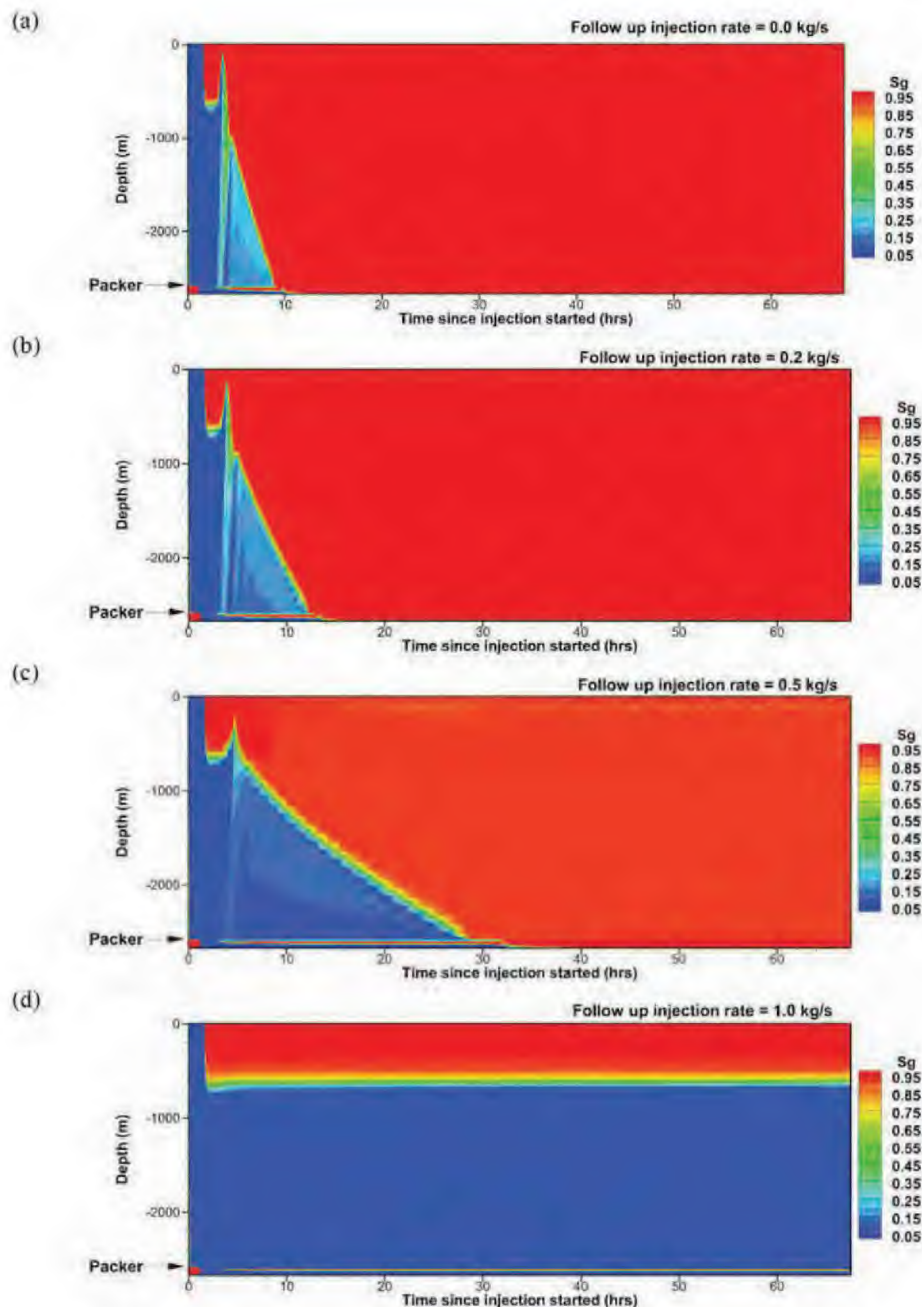 (a)
Follow up injection rate = 0.0 kg/s
0
-1000
-2000
Depth (m)
Packer
0 10 20 30 40 50 60
Time since injection started (hrs)
Sg
0.95
0.85
0.75
0.65
0.55
0.45
0.35
0.25
0.15
0.05
(b)
Follow up injection rate = 0.2 kg/s
0
-1000
-2000
Depth (m)
Packer
0 10 20 30 40 50 60
Time since injection started (hrs)
Sg
0.95
0.85
0.75
0.65
0.55
0.45
0.35
0.25
0.15
0.05
(c)
Follow up injection rate = 0.5 kg/s
0
-1000
-2000
Depth (m)
Packer
0 10 20 30 40 50 60
Time since injection started (hrs)
Sg
0.95
0.85
0.75
0.65
0.55
0.45
0.35
0.25
0.15
0.05
(d)
Follow up injection rate = 1.0 kg/s
0
-1000
-2000
Depth (m)
Packer
0 10 20 30 40 50 60
Time since injection started (hrs)
Sg
0.95
0.85
0.75
0.65
0.55
0.45
0.35
0.25
0.15
0.05